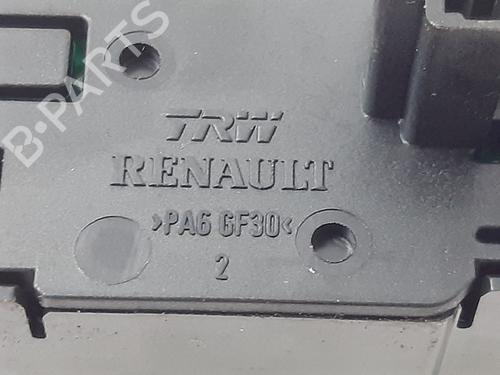 B-PARTS
TRW
RENAULT
>PA6 GF30<
2